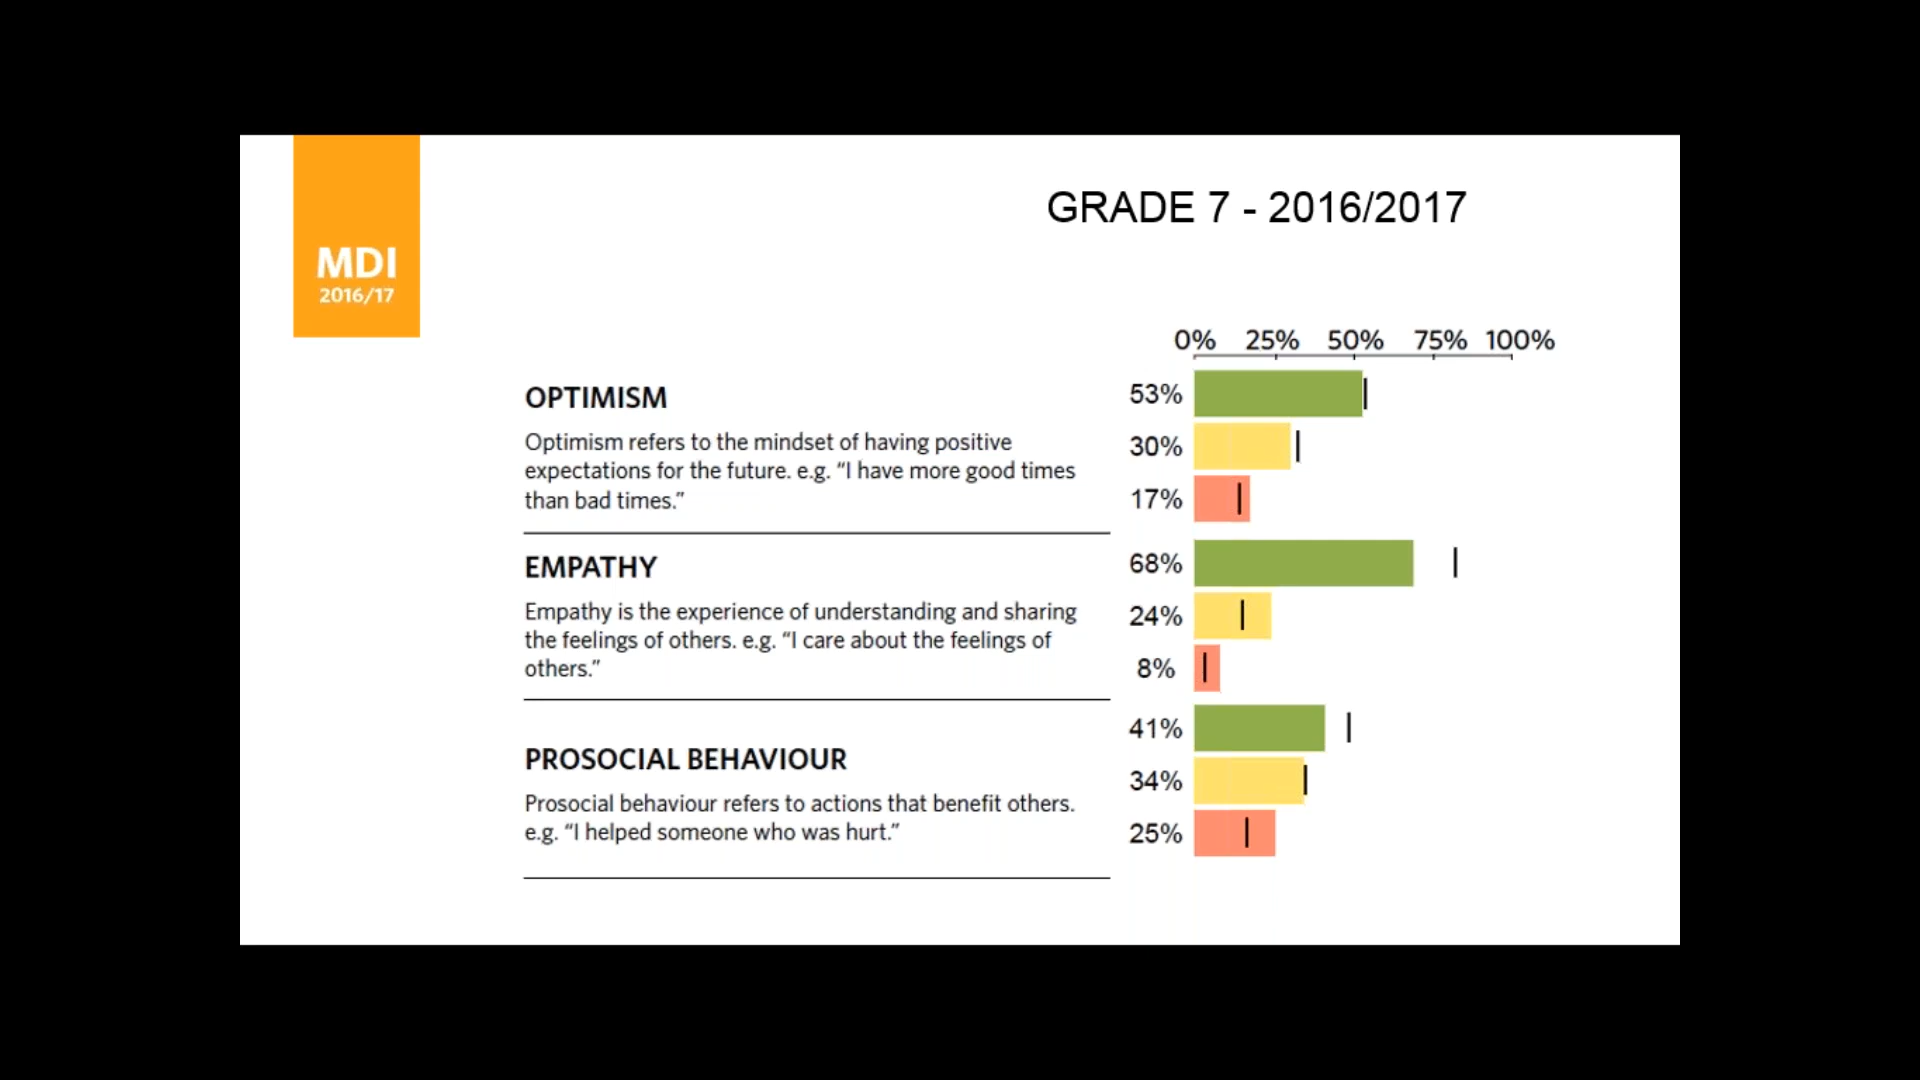 MDI
2016/17
GRADE 7 - 2016/2017
0% 25% 50% 75% 100%
OPTIMISM
Optimism refers to the mindset of having positive
expectations for the future. e.g. “I have more good times
than bad times.”
53%
30%
17%
EMPATHY
Empathy is the experience of understanding and sharing
the feelings of others. e.g. “I care about the feelings of
others.”
68%
24%
8%
PROSOCIAL BEHAVIOUR
Prosocial behaviour refers to actions that benefit others.
e.g. “I helped someone who was hurt.”
41%
34%
25%